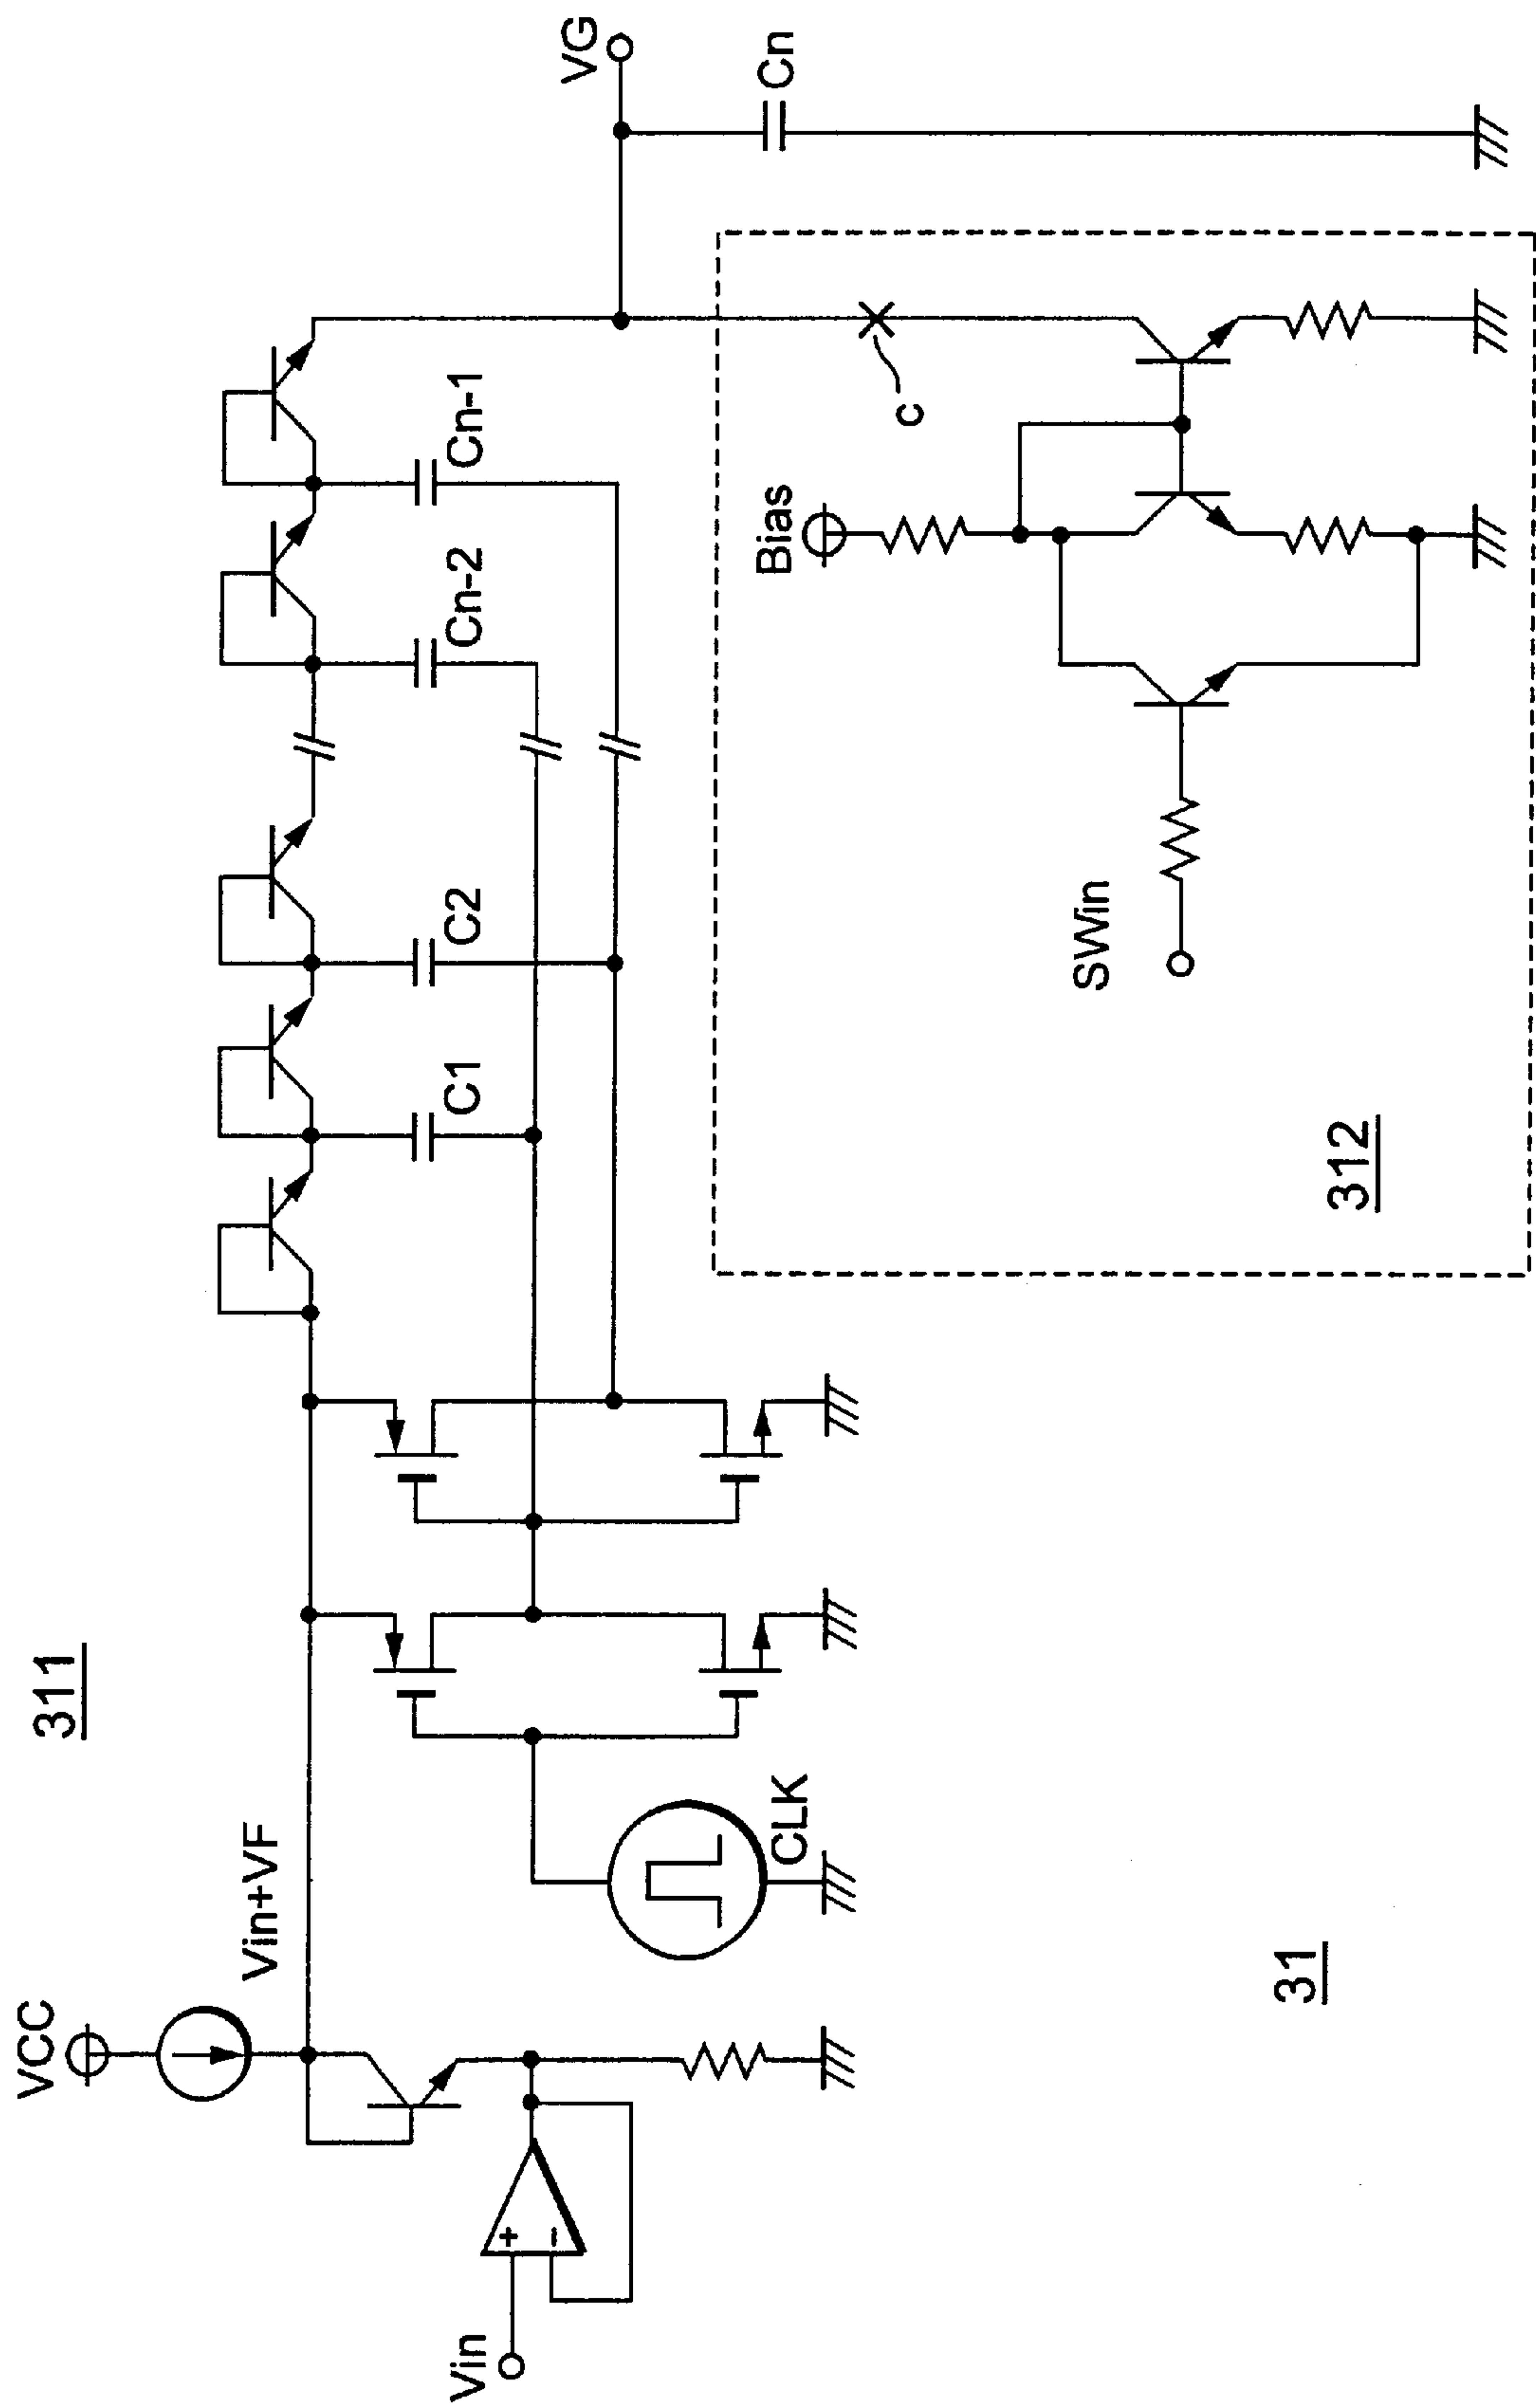 311
VCC
Vin+VF
Vin
CLK
C1
C2
Cn-2
Cn-1
VG
Cn
c
Bias
SWin
312
31
+
−